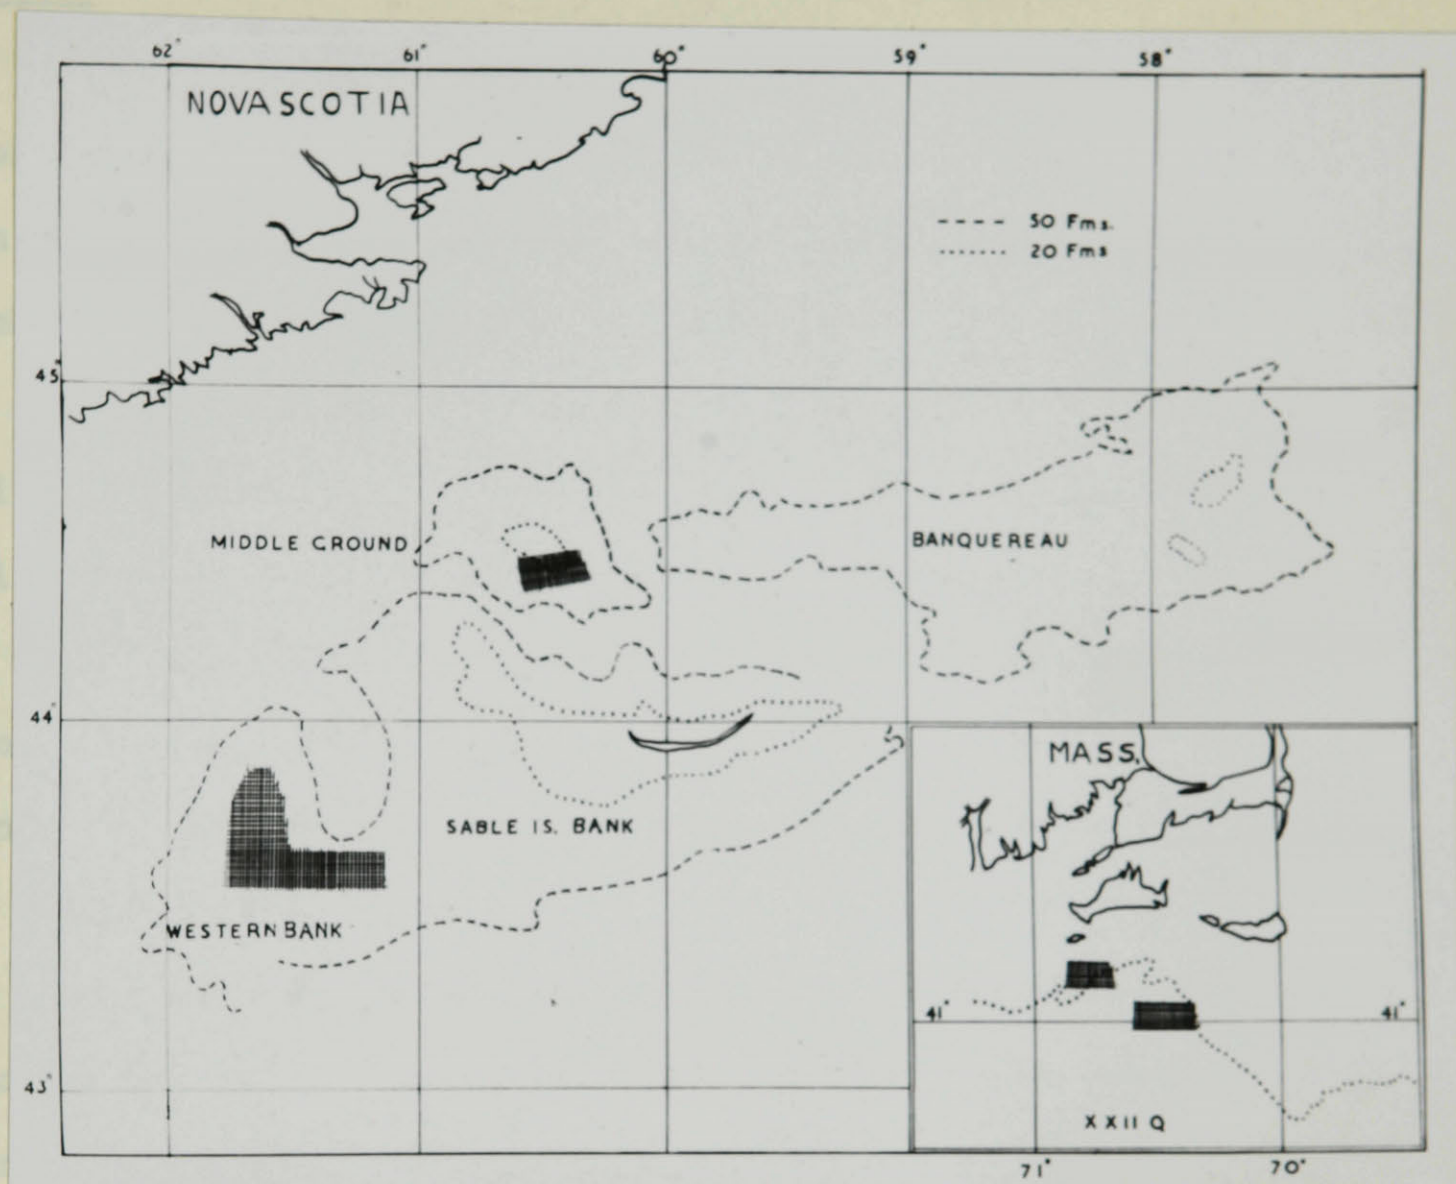 62° 61° 60° 59° 58°
NOVA SCOTIA
50 Fms.
20 Fms
45°
MIDDLE GROUND
BANQUEREAU
44°
MASS.
SABLE IS. BANK
WESTERN BANK
41° 41°
43°
XXII Q
71° 70°